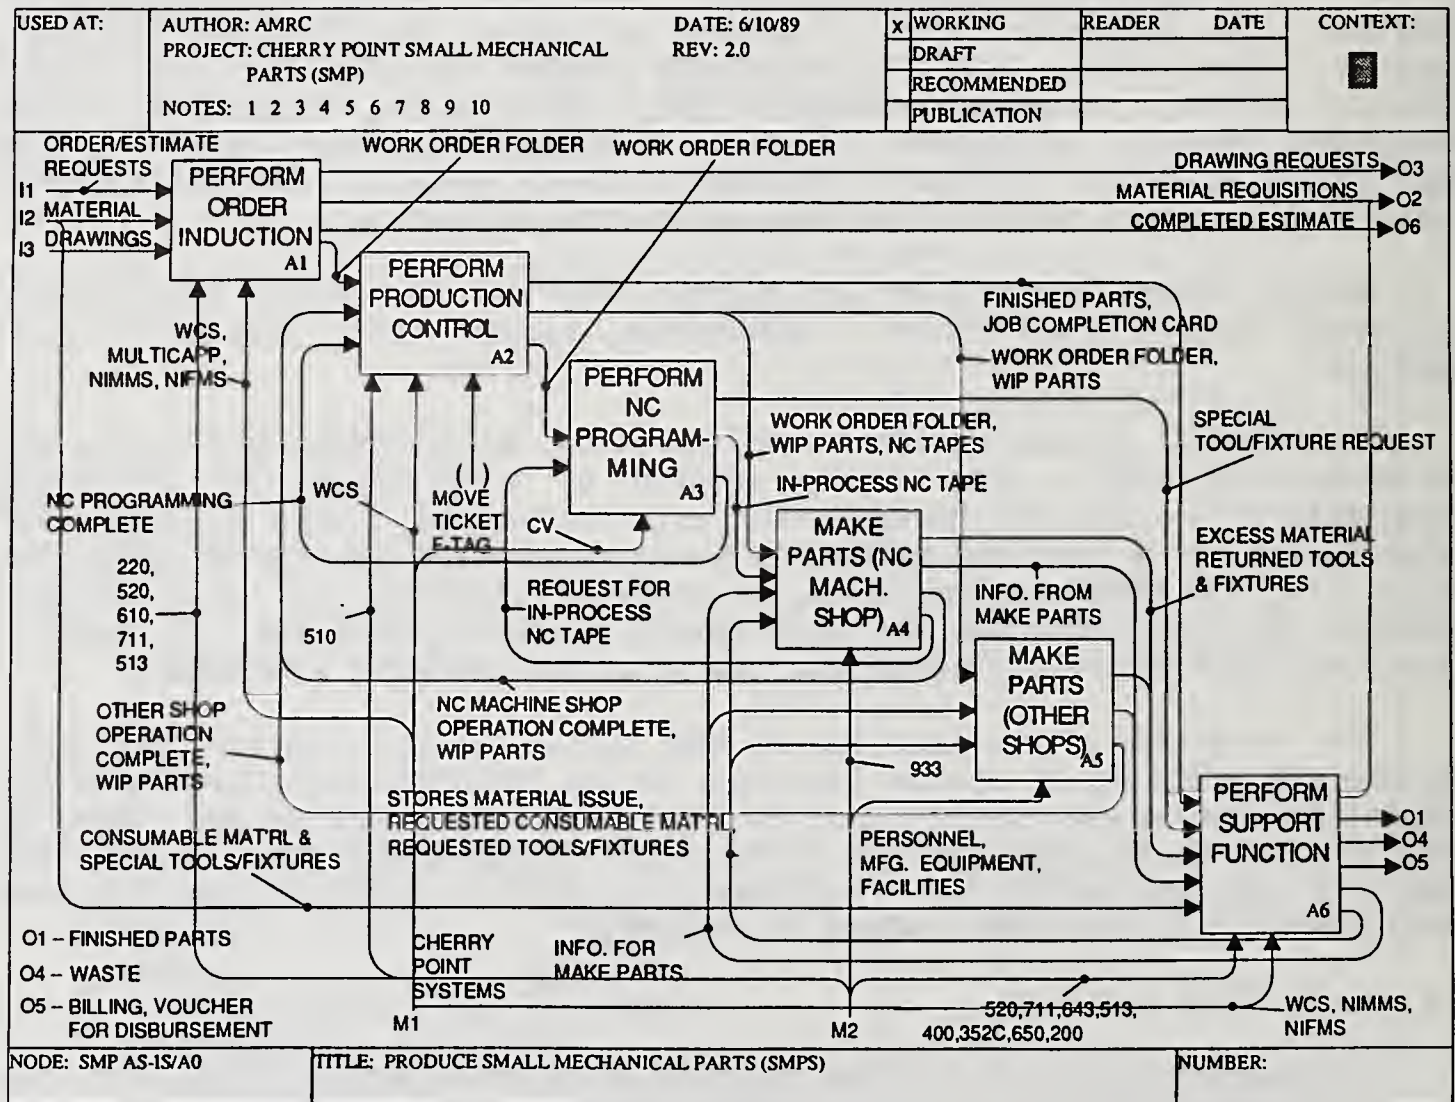 USED AT:
AUTHOR: AMRC
DATE: 6/10/89
PROJECT: CHERRY POINT SMALL MECHANICAL
REV: 2.0
PARTS (SMP)
NOTES: 1 2 3 4 5 6 7 8 9 10
x WORKING
DRAFT
RECOMMENDED
PUBLICATION
READER DATE
CONTEXT:
ORDER/ESTIMATE
REQUESTS
I1
I2 MATERIAL
I3 DRAWINGS
PERFORM
ORDER
INDUCTION
A1
WORK ORDER FOLDER
WORK ORDER FOLDER
DRAWING REQUESTS
O3
MATERIAL REQUISITIONS
O2
COMPLETED ESTIMATE
O6
PERFORM
PRODUCTION
CONTROL
A2
FINISHED PARTS,
JOB COMPLETION CARD
WORK ORDER FOLDER,
WIP PARTS
WCS,
MULTICAPP,
NIMMS, NIFMS
PERFORM
NC
PROGRAM-
MING
A3
WORK ORDER FOLDER,
WIP PARTS, NC TAPES
SPECIAL
TOOL/FIXTURE REQUEST
IN-PROCESS NC TAPE
NC PROGRAMMING
COMPLETE
WCS
( )
MOVE
TICKET
F-TAG
CV
MAKE
PARTS (NC
MACH.
SHOP)
A4
EXCESS MATERIAL
RETURNED TOOLS
& FIXTURES
220,
520,
610,
711,
513
510
REQUEST FOR
IN-PROCESS
NC TAPE
INFO. FROM
MAKE PARTS
MAKE
PARTS
(OTHER
SHOPS)
A5
OTHER SHOP
OPERATION
COMPLETE,
WIP PARTS
NC MACHINE SHOP
OPERATION COMPLETE,
WIP PARTS
933
STORES MATERIAL ISSUE,
REQUESTED CONSUMABLE MAT'RL,
REQUESTED TOOLS/FIXTURES
PERFORM
SUPPORT
FUNCTION
A6
O1
O4
O5
CONSUMABLE MAT'RL &
SPECIAL TOOLS/FIXTURES
PERSONNEL,
MFG. EQUIPMENT,
FACILITIES
O1 – FINISHED PARTS
O4 – WASTE
O5 – BILLING, VOUCHER
FOR DISBURSEMENT
CHERRY
POINT
SYSTEMS
INFO. FOR
MAKE PARTS
M1
M2
520,711,643,513,
400,352C,650,200
WCS, NIMMS,
NIFMS
NODE: SMP AS-IS/A0
TITLE: PRODUCE SMALL MECHANICAL PARTS (SMPS)
NUMBER: